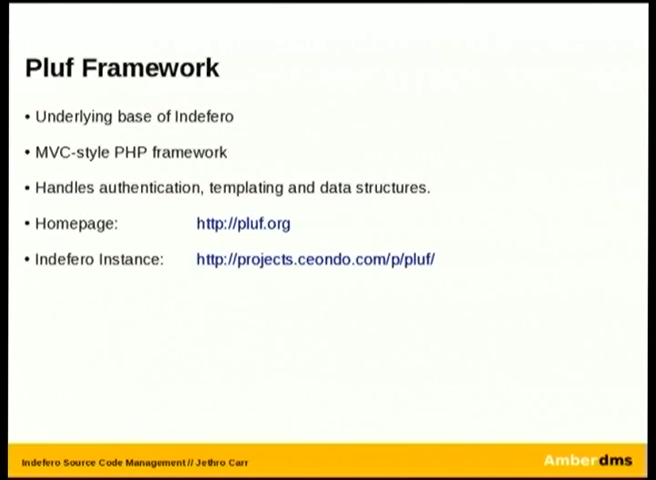 Pluf Framework
• Underlying base of Indefero
• MVC-style PHP framework
• Handles authentication, templating and data structures.
• Homepage: http://pluf.org
• Indefero Instance: http://projects.ceondo.com/p/pluf/
Indefero Source Code Management // Jethro Carr
Amberdms